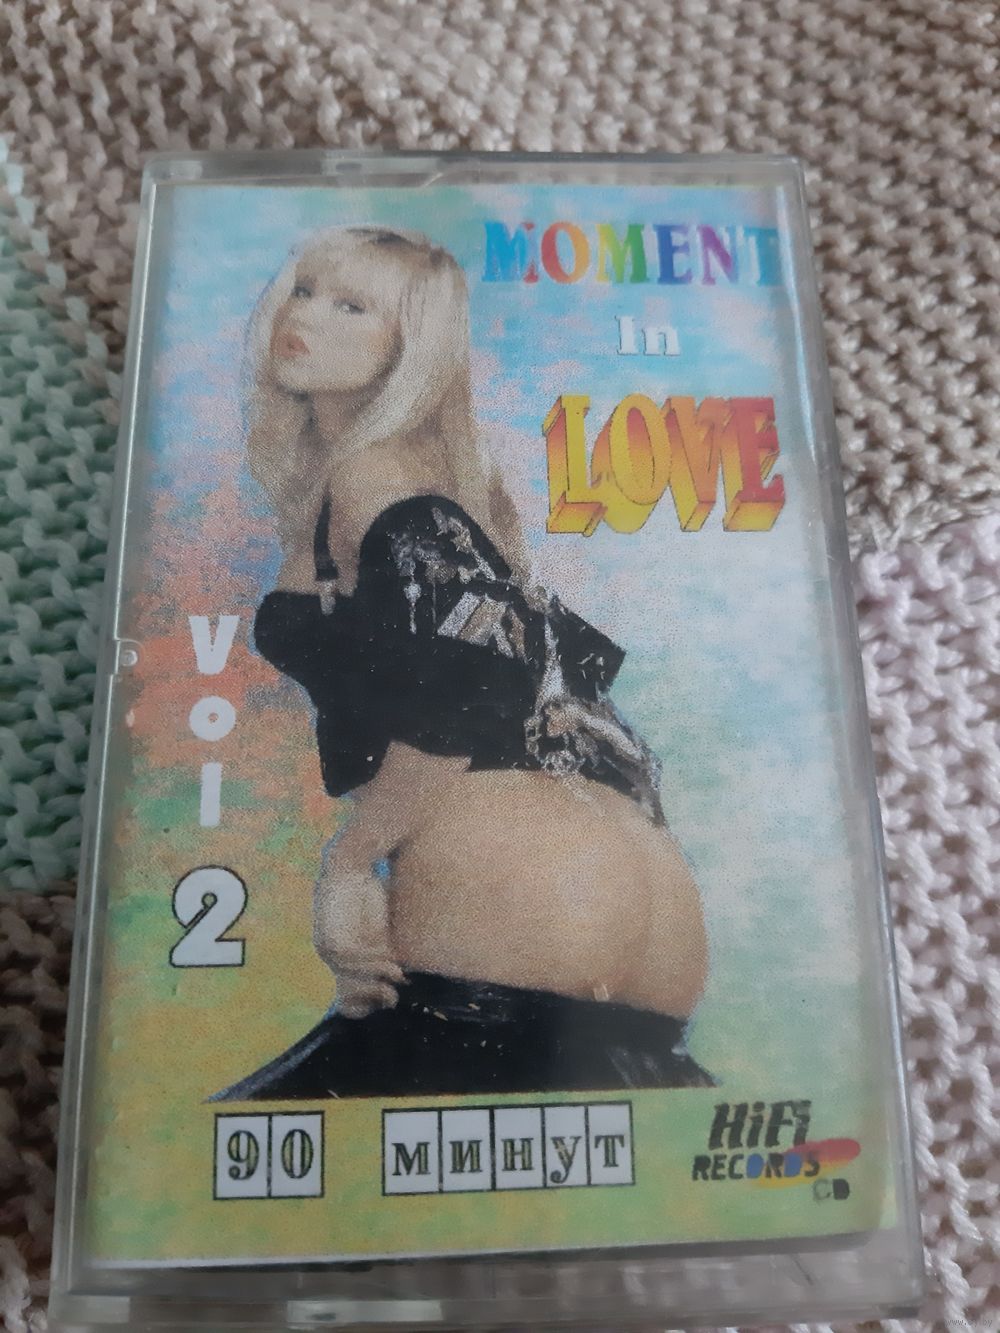 MOMENT
In
LOVE
Vol
2
90 МИНУТ
HiFi
RECORDS
CD